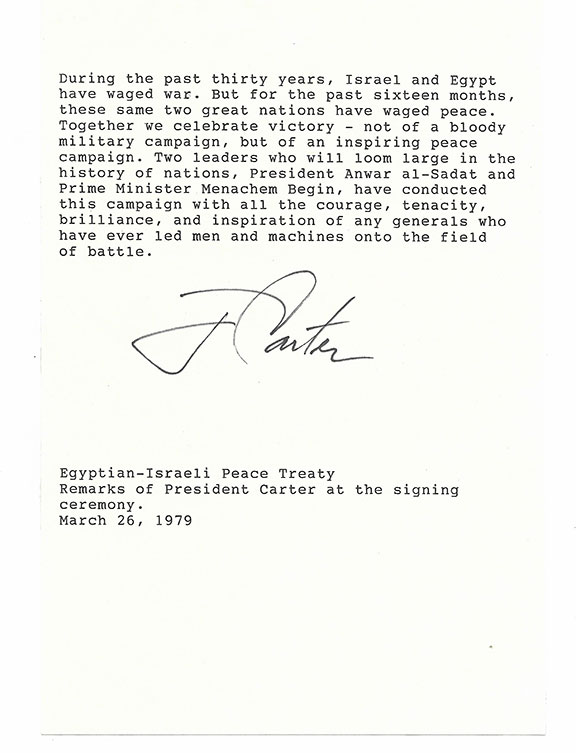 During the past thirty years, Israel and Egypt
have waged war. But for the past sixteen months,
these same two great nations have waged peace.
Together we celebrate victory – not of a bloody
military campaign, but of an inspiring peace
campaign. Two leaders who will loom large in the
history of nations, President Anwar al-Sadat and
Prime Minister Menachem Begin, have conducted
this campaign with all the courage, tenacity,
brilliance, and inspiration of any generals who
have ever led men and machines onto the field
of battle.
J Carter
Egyptian-Israeli Peace Treaty
Remarks of President Carter at the signing
ceremony.
March 26, 1979